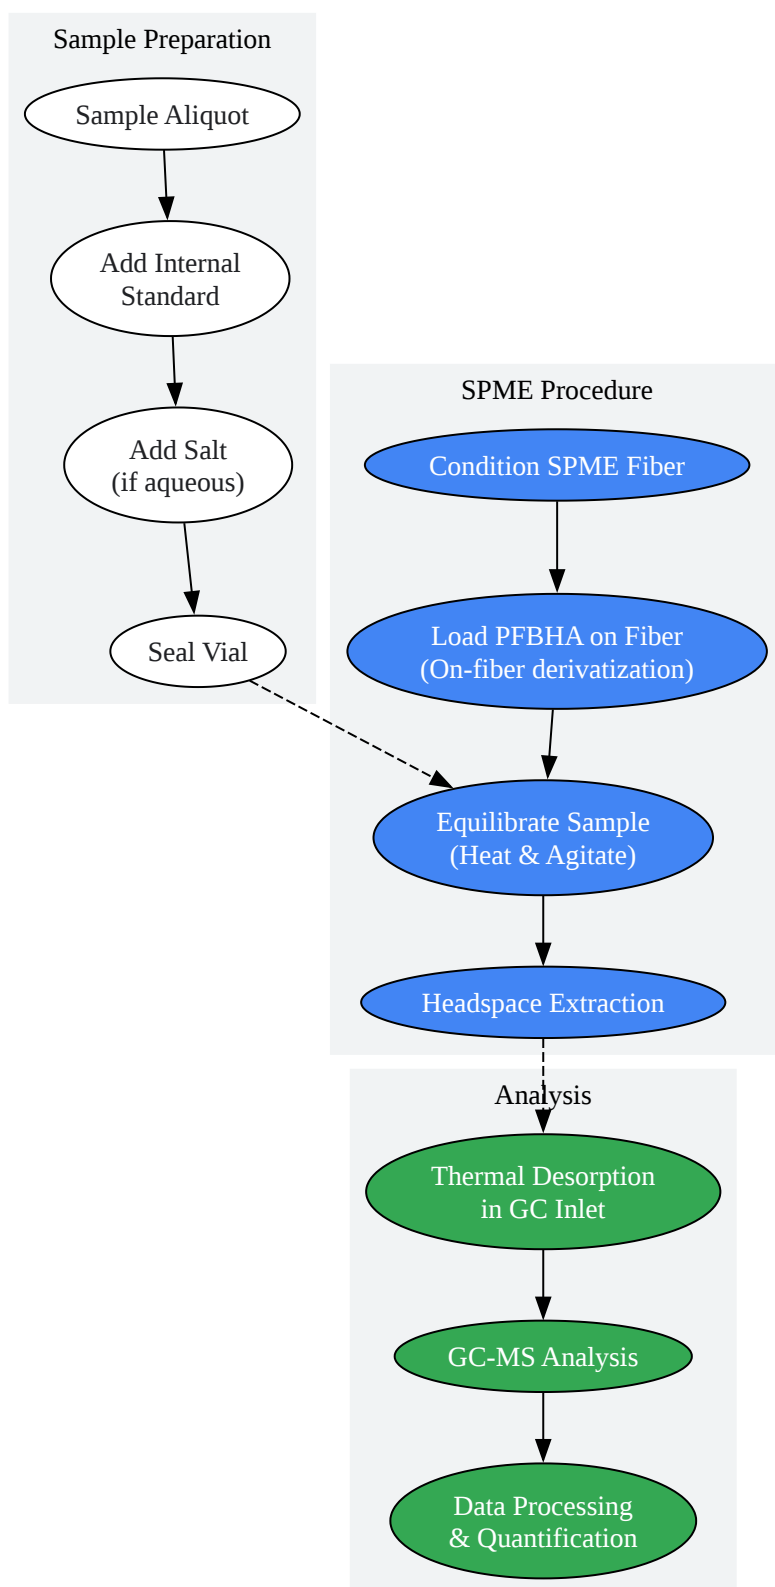 Sample Preparation
Sample Aliquot
Add Internal
Standard
Add Salt
(if aqueous)
Seal Vial
SPME Procedure
Condition SPME Fiber
Load PFBHA on Fiber
(On-fiber derivatization)
Equilibrate Sample
(Heat & Agitate)
Headspace Extraction
Analysis
Thermal Desorption
in GC Inlet
GC-MS Analysis
Data Processing
& Quantification